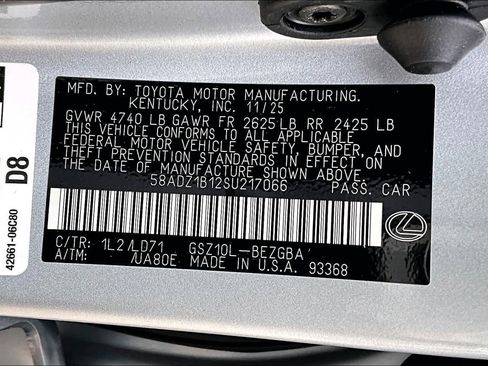 MFD. BY: TOYOTA MOTOR MANUFACTURING,
KENTUCKY, INC. 11/25
GVWR 4740 LB GAWR FR 2625 LB RR 2425 LB
THIS VEHICLE CONFORMS TO ALL APPLICABLE
FEDERAL MOTOR VEHICLE SAFETY, BUMPER, AND
THEFT PREVENTION STANDARDS IN EFFECT ON
THE DATE OF MANUFACTURE SHOWN ABOVE.
58ADZ1B12SU217066 PASS. CAR
C/TR: 1L2/LD71 GSZ10L-BEZGBA
A/TM: /UA80E MADE IN U.S.A. 93368
42661-06C80
D8